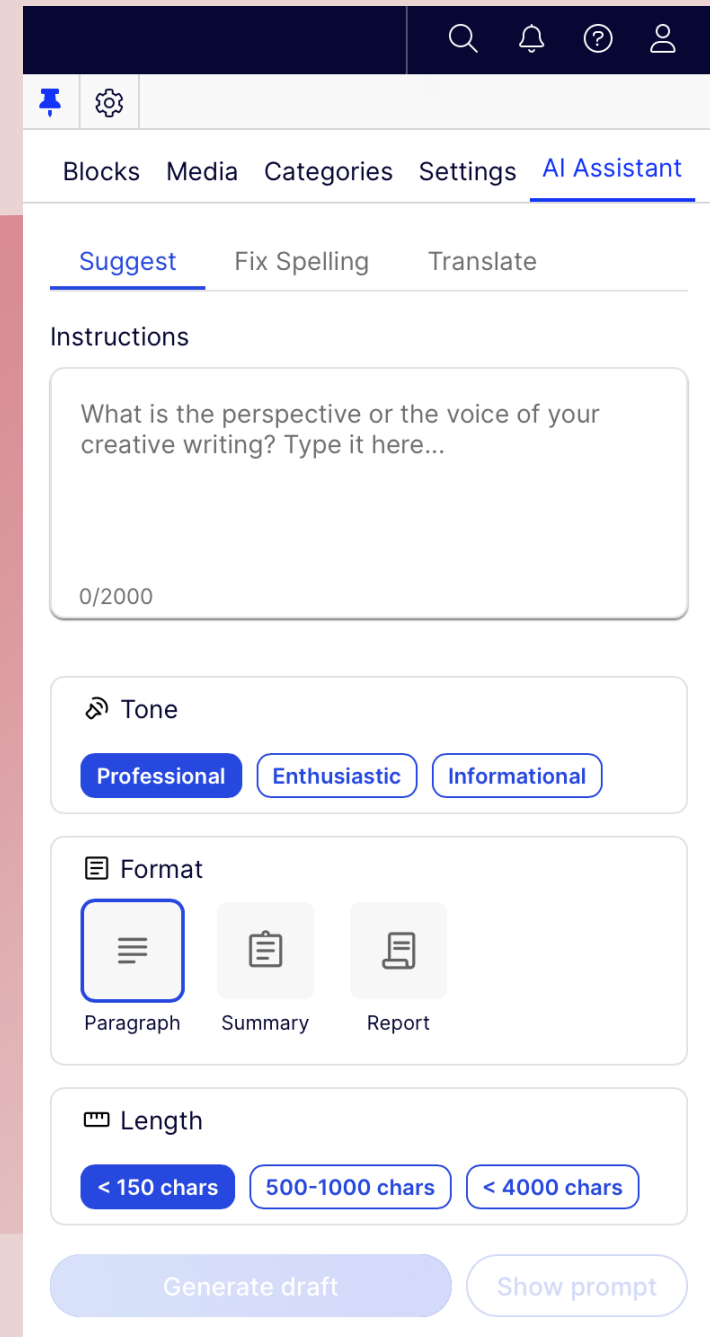 Blocks Media Categories Settings AI Assistant
Suggest Fix Spelling Translate
Instructions
What is the perspective or the voice of your
creative writing? Type it here...
0/2000
Tone
Professional Enthusiastic Informational
Format
Paragraph Summary Report
Length
< 150 chars 500-1000 chars < 4000 chars
Generate draft Show prompt